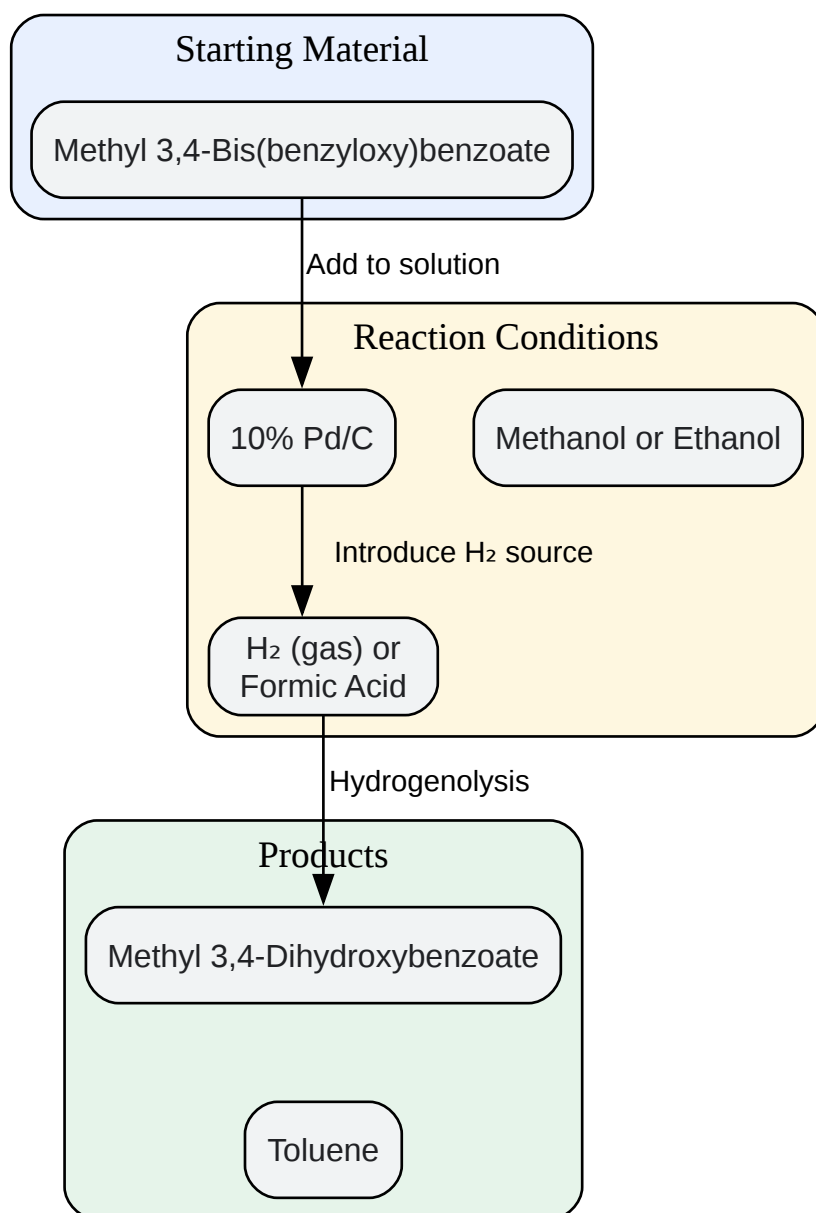 Starting Material
Methyl 3,4-Bis(benzyloxy)benzoate
Add to solution
Reaction Conditions
10% Pd/C
Methanol or Ethanol
Introduce H₂ source
H₂ (gas) or
Formic Acid
Hydrogenolysis
Products
Methyl 3,4-Dihydroxybenzoate
Toluene